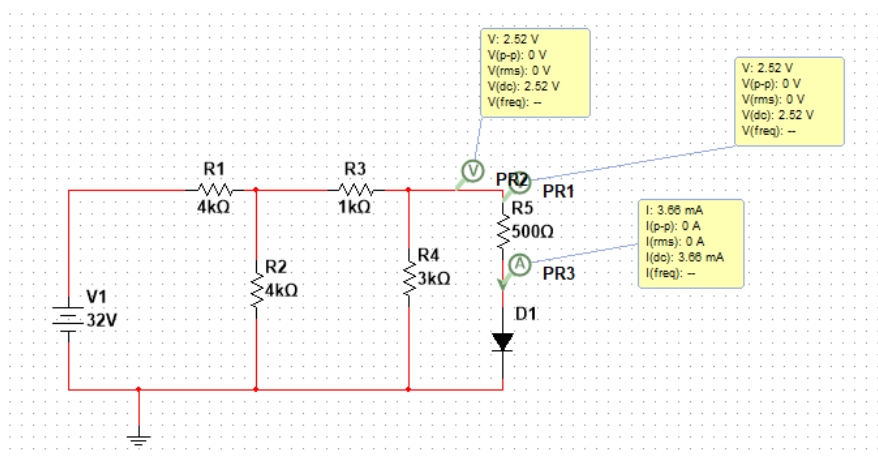 V: 2.52 V
V(p-p): 0 V
V(rms): 0 V
V(dc): 2.52 V
V(freq): --
V: 2.52 V
V(p-p): 0 V
V(rms): 0 V
V(dc): 2.52 V
V(freq): --
R1
4kΩ
R3
1kΩ
V
PR2
PR1
R5
500Ω
I: 3.66 mA
I(p-p): 0 A
I(rms): 0 A
I(dc): 3.66 mA
I(freq): --
R2
4kΩ
R4
3kΩ
A
PR3
V1
32V
D1